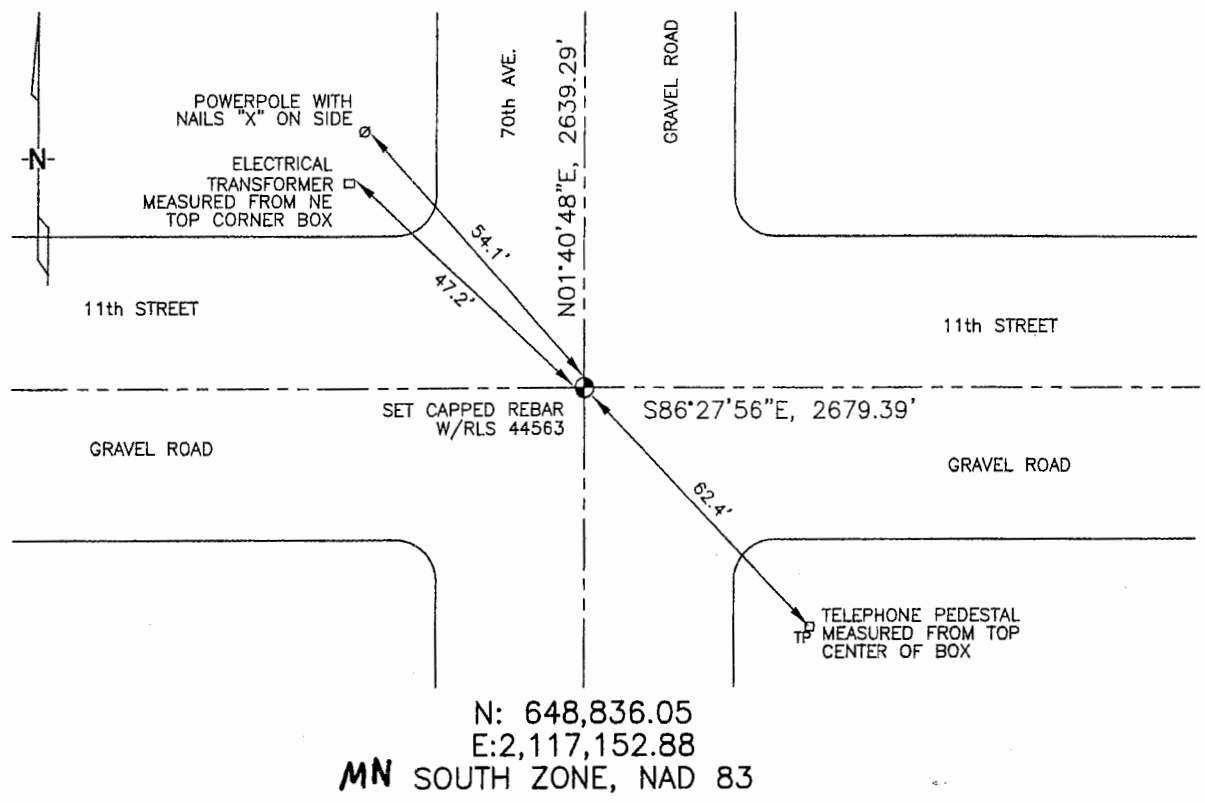 POWERPOLE WITH
NAILS "X" ON SIDE
-N-
ELECTRICAL
TRANSFORMER
MEASURED FROM NE
TOP CORNER BOX
70th AVE.
N01°40'48"E, 2639.29'
GRAVEL ROAD
54.1'
47.2'
11th STREET
11th STREET
SET CAPPED REBAR
W/RLS 44563
S86°27'56"E, 2679.39'
GRAVEL ROAD
GRAVEL ROAD
62.4'
TP
TELEPHONE PEDESTAL
MEASURED FROM TOP
CENTER OF BOX
N: 648,836.05
E:2,117,152.88
MN SOUTH ZONE, NAD 83